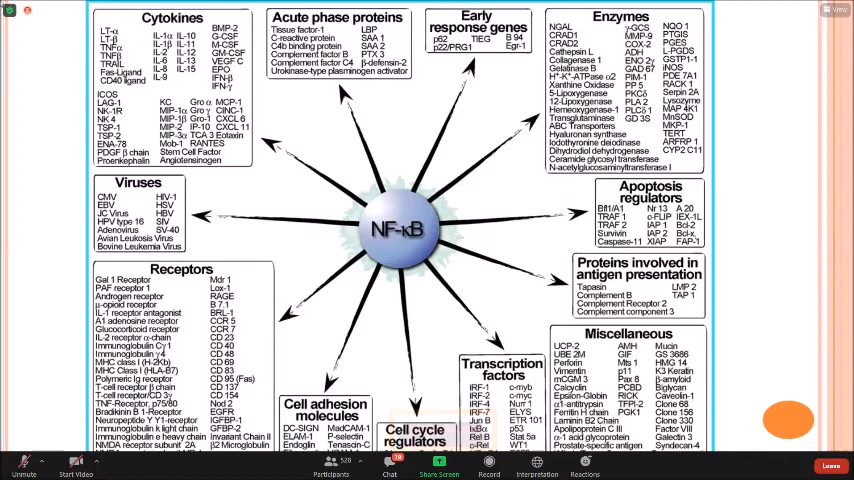 View
Cytokines
LT-α
LT-β
TNFα
TNFβ
TRAIL
Fas-Ligand
CD40 ligand
IL-1α IL-10
IL-1β IL-11
IL-2 IL-12
IL-6 IL-13
IL-8 IL-15
IL-9
BMP-2
G-CSF
M-CSF
GM-CSF
VEGF C
EPO
IFN-β
IFN-γ
ICOS
LAG-1
NK-1R
NK 4
TSP-1
TSP-2
ENA-78
PDGF β chain
Proenkephalin
KC Gro α MCP-1
MIP-1α Gro γ CINC-1
MIP-1β Gro-1 CXCL 6
MIP-2 IP-10 CXCL 11
MIP-3α TCA 3 Eotaxin
Mob-1 RANTES
Stem Cell Factor
Angiotensinogen
Acute phase proteins
Tissue factor-1
C-reactive protein
C4b binding protein
Complement factor B
Complement factor C4
Urokinase-type plasminogen activator
LBP
SAA 1
SAA 2
PTX 3
β-defensin-2
Early
response genes
p62 TIEG B 94
p22/PRG1 Egr-1
Enzymes
NGAL
CRAD1
CRAD2
Cathepsin L
Collagenase 1
Gelatinase B
H⁺-K⁺-ATPase α2
Xanthine Oxidase
5-Lipoxygenase
12-Lipoxygenase
Hemeoxygenase-1
Transglutaminase
ABC Transporters
Hyaluronan synthase
Iodothyronine deiodinase
Dihydrodiol dehydrogenase
Ceramide glycosyl transferase
N-acetylglucosaminyltransferase I
γ-GCS
MMR-3
COX-2
ADH
ENO 2γ
GAD 67
PIM-1
PP 5
PKCδ
PLA 2
PLCδ 1
GD 3S
NQO 1
PTGIS
PGES
L-PGDS
GSTP1-1
iNOS
PDE 7A1
RACK 1
Serpin 2A
Lysozyme
MAP 4K1
MnSOD
MKP-1
TERT
ARFRP 1
CYP2 C11
Viruses
CMV
EBV
JC Virus
HPV type 16
Adenovirus
Avian Leukosis Virus
Bovine Leukemia Virus
HIV-1
HSV
HBV
SIV
SV-40
NF-κB
Apoptosis
regulators
Bfl1/A1 Nr 13 A 20
TRAF 1 c-FLIP IEX-1L
TRAF 2 IAP 1 Bcl-2
Survivin IAP 2 Bcl-xL
Caspase-11 XIAP FAP-1
Proteins involved in
antigen presentation
Tapasin LMP 2
Complement B TAP 1
Complement Receptor 2
Complement component 3
Receptors
Gal 1 Receptor
PAF receptor 1
Androgen receptor
μ-opioid receptor
IL-1 receptor antagonist
A1 adenosine receptor
Glucocorticoid receptor
IL-2 receptor α-chain
Immunoglobulin Cγ1
Immunoglobulin γ4
MHC class I (H-2Kb)
MHC Class I (HLA-B7)
Polymeric Ig receptor
T-cell receptor β chain
T-cell receptor/CD 3γ
TNF-Receptor, p75/80
Bradikinin B 1-Receptor
Neuropeptide Y Y1-receptor
Immunoglobulin k light chain
Immunoglobulin e heavy chain
NMDA receptor subunit 2A
Mdr 1
Lox-1
RAGE
B 7.1
BRL-1
CCR 5
CCR 7
CD 23
CD 40
CD 48
CD 69
CD 83
CD 95 (Fas)
CD 137
CD 154
Nod 2
EGFR
IGFBP-1
GFBP-2
Invariant Chain II
β2 Microglobulin
Cell adhesion
molecules
DC-SIGN MadCAM-1
ELAM-1 P-selectin
Endoglin Tenascin-C
Cell cycle
regulators
Transcription
factors
IRF-1 c-myb
IRF-2 c-myc
IRF-4 Nurr 1
IRF-7 ELYS
Jun B ETR 101
IκBα p53
Rel B Stat 5a
c-Rel WT1
Miscellaneous
UCP-2
UBE 2M
Perforin
Vimentin
mCGM 3
Calcyclin
Epsilon-Globin
α1-antitrypsin
Ferritin H chain
Laminin B2 Chain
Apolipoprotein C III
α-1 acid glycoprotein
Prostate-specific antigen
AMH
GIF
Mts 1
p11
Pax 8
PCBD
RICK
TFPI-2
PGK1
Mucin
GS 3686
HMG 14
K3 Keratin
β-amyloid
Biglycan
Caveolin-1
Clone 68
Clone 156
Clone 330
Factor VIII
Galectin 3
Syndecan-4
Unmute
Start Video
Participants
528
Chat
19
Share Screen
Record
Interpretation
Reactions
Leave